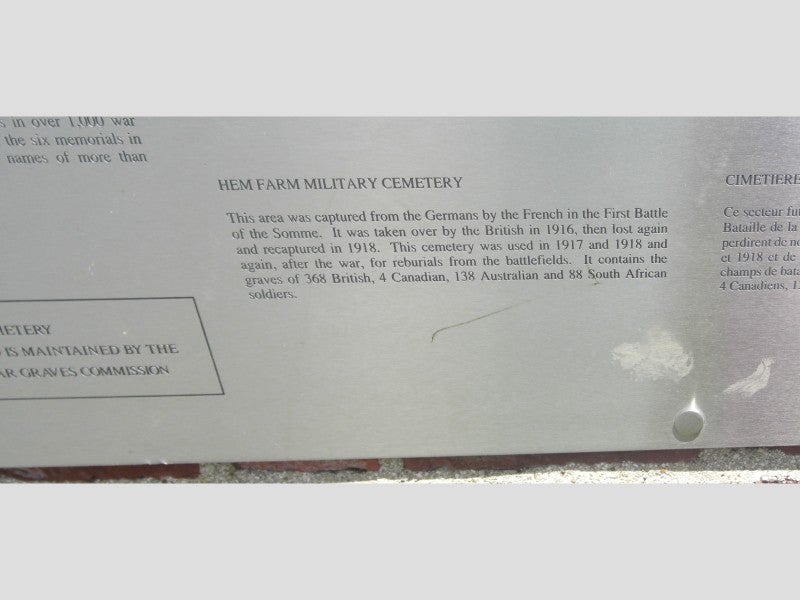 s in over 1,000 war
the six memorials in
names of more than
HEM FARM MILITARY CEMETERY
This area was captured from the Germans by the French in the First Battle
of the Somme. It was taken over by the British in 1916, then lost again
and recaptured in 1918. This cemetery was used in 1917 and 1918 and
again, after the war, for reburials from the battlefields. It contains the
graves of 368 British, 4 Canadian, 138 Australian and 88 South African
soldiers.
METERY
IS MAINTAINED BY THE
AR GRAVES COMMISSION
CIMETIERE
Ce secteur fut
Bataille de la
perdirent de no
et 1918 et de
champs de bata
4 Canadiens, 13